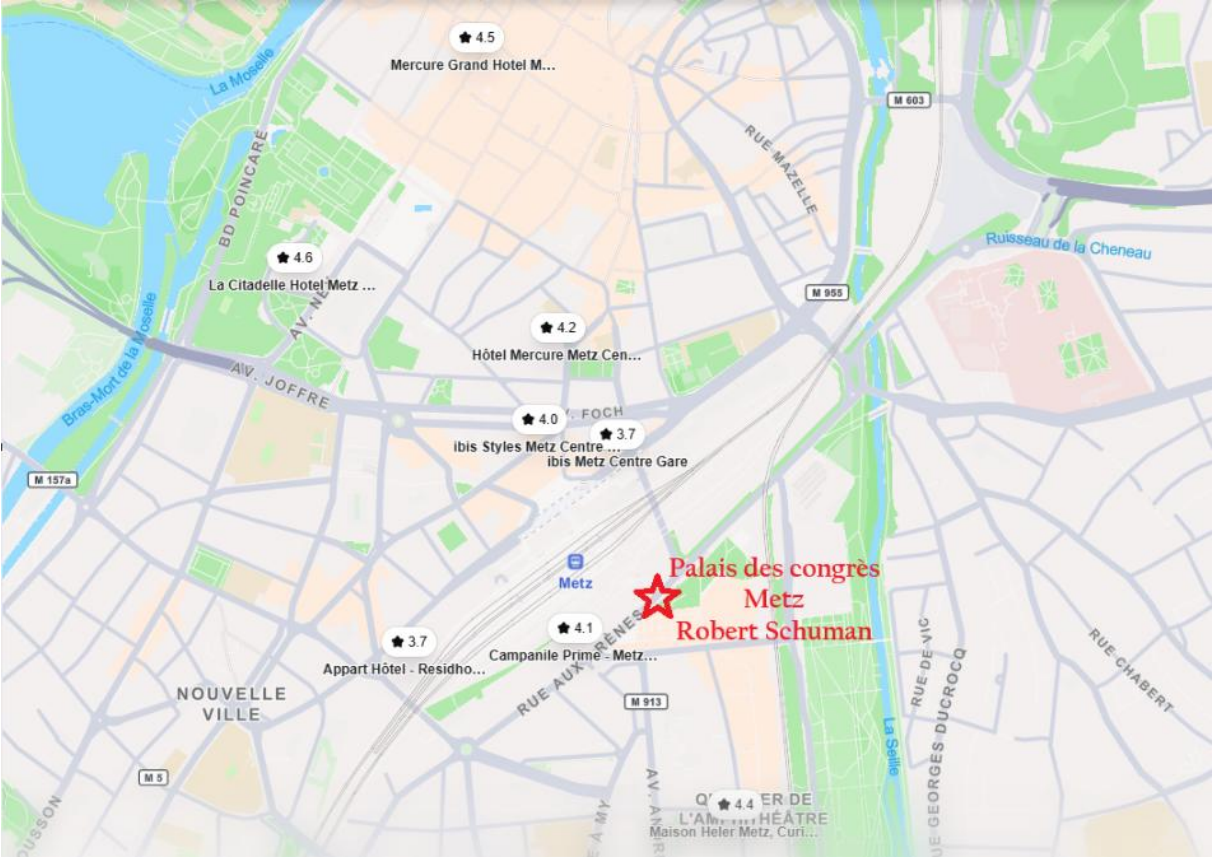 ★ 4.5
Mercure Grand Hotel M...
La Moselle
M 603
BD POINCARÉ
RUE MAZELLE
Ruisseau de la Cheneau
★ 4.6
La Citadelle Hotel Metz ...
M 955
Bras-Mort de la Moselle
★ 4.2
Hôtel Mercure Metz Cen...
AV. JOFFRE
★ 4.0
FOCH
ibis Styles Metz Centre ...
★ 3.7
ibis Metz Centre Gare
M 157a
Metz
Palais des congrès
Metz
Robert Schuman
★ 4.1
Campanile Prime - Metz...
★ 3.7
Appart Hôtel - Residho...
RUE AUX
RUE-DE-VIC
RUE CHABERT
NOUVELLE
VILLE
M 913
RUE GEORGES DUCROCQ
La Seille
M 5
★ 4.4
DE
Maison Heler Metz, Curi...